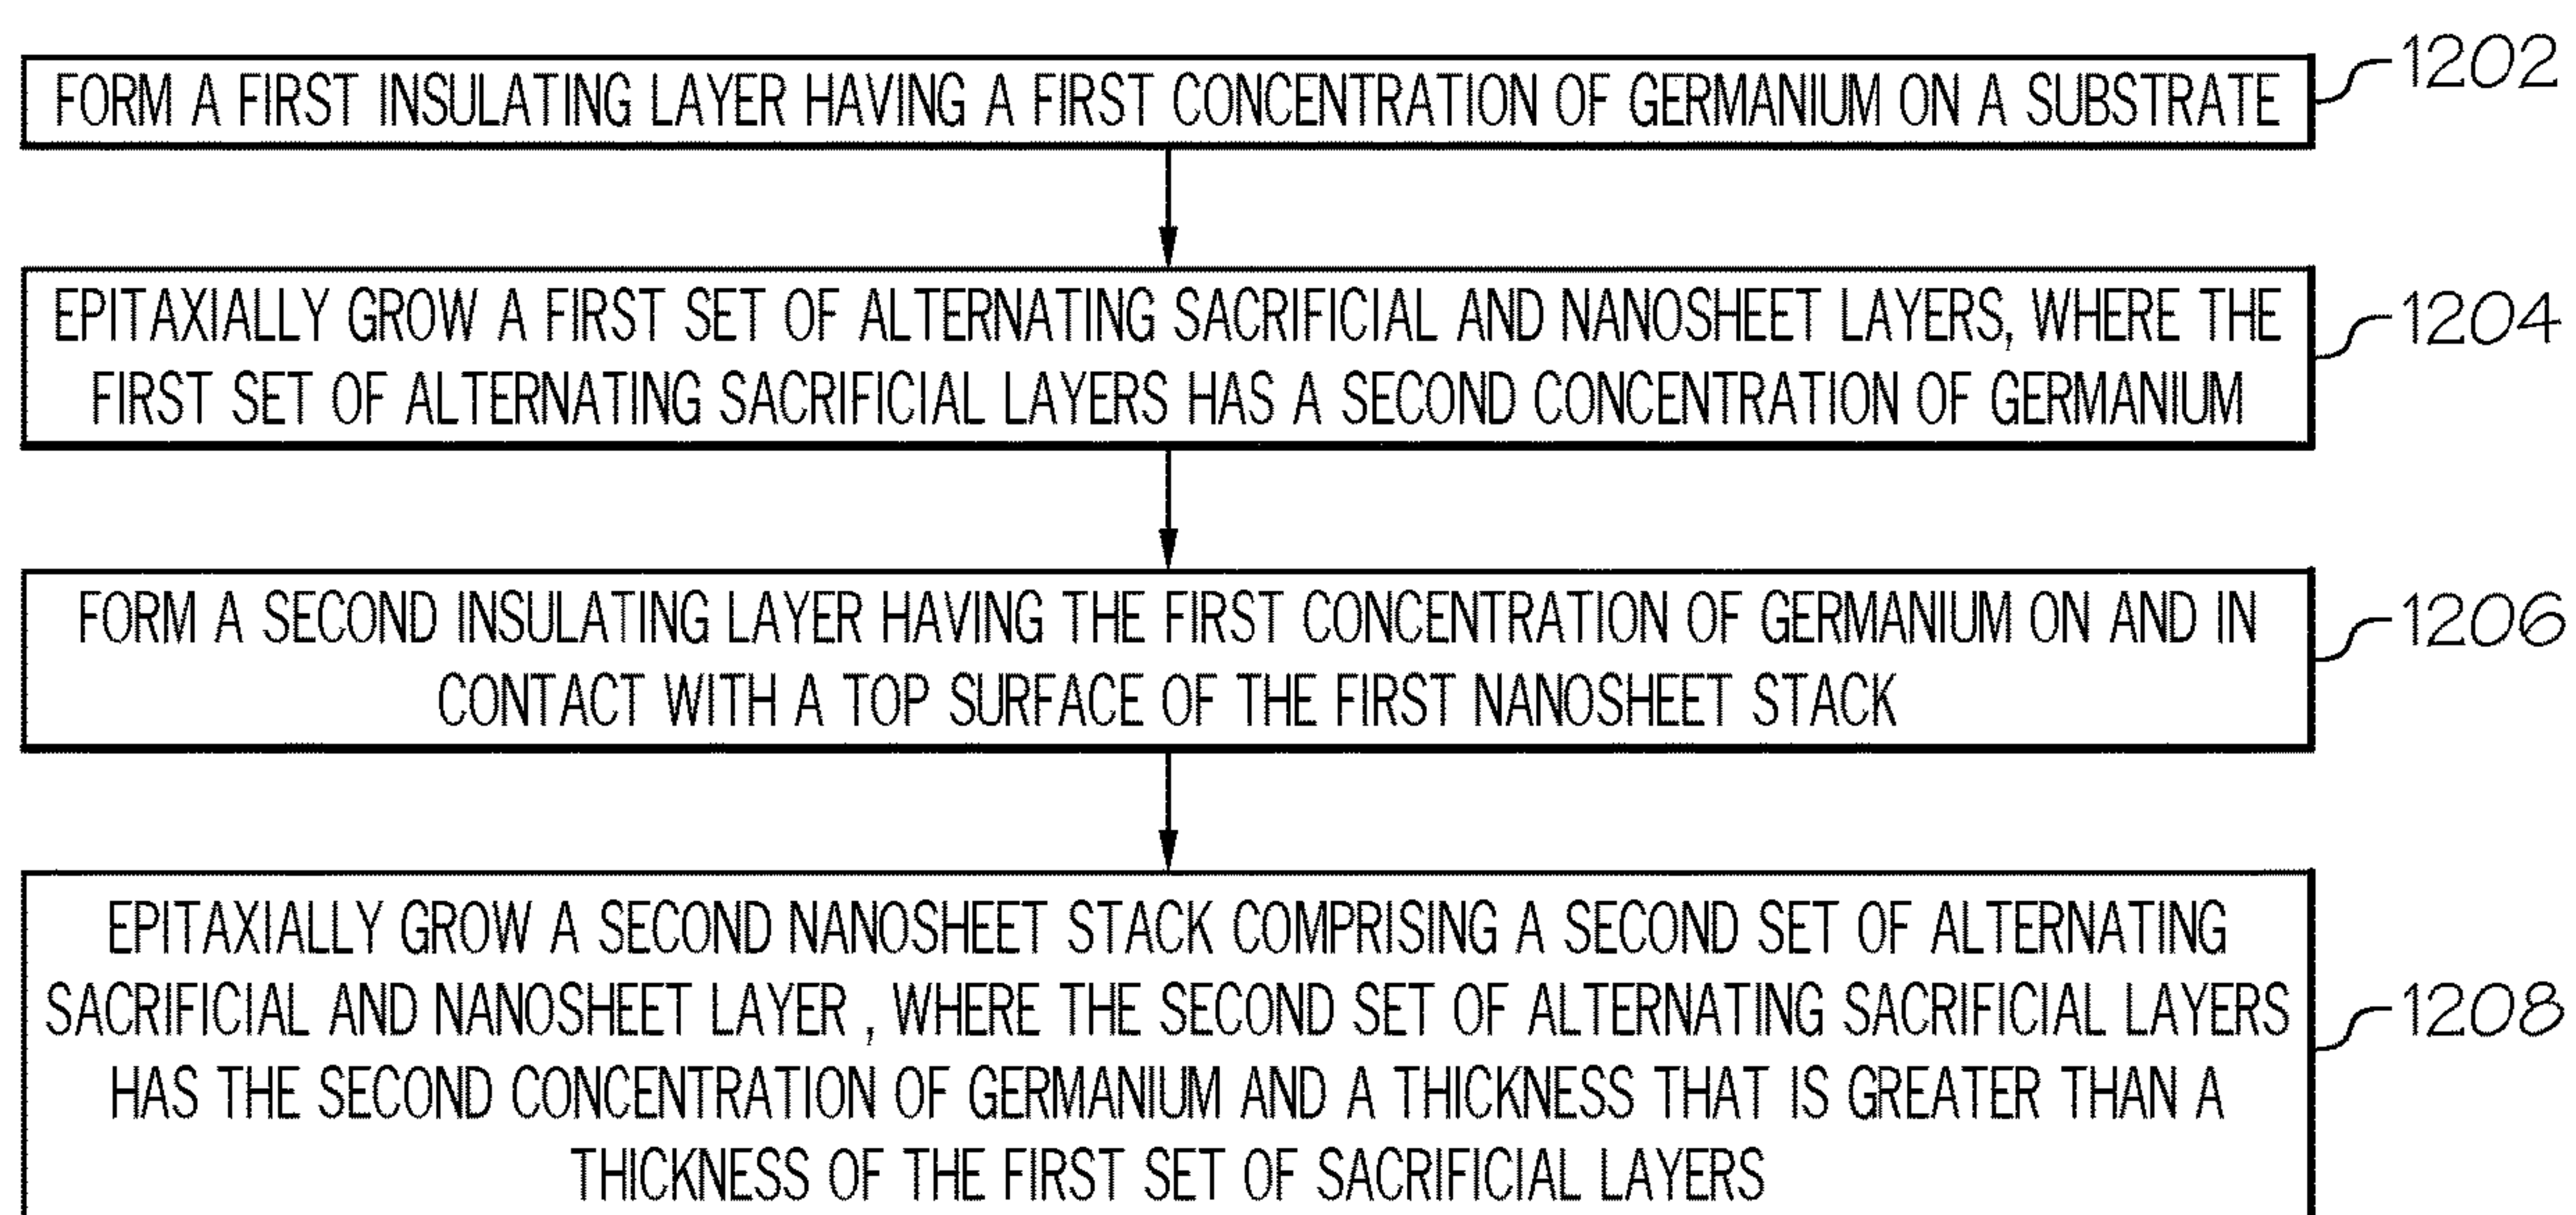 FORM A FIRST INSULATING LAYER HAVING A FIRST CONCENTRATION OF GERMANIUM ON A SUBSTRATE
1202
EPITAXIALLY GROW A FIRST SET OF ALTERNATING SACRIFICIAL AND NANOSHEET LAYERS, WHERE THE
FIRST SET OF ALTERNATING SACRIFICIAL LAYERS HAS A SECOND CONCENTRATION OF GERMANIUM
1204
FORM A SECOND INSULATING LAYER HAVING THE FIRST CONCENTRATION OF GERMANIUM ON AND IN
CONTACT WITH A TOP SURFACE OF THE FIRST NANOSHEET STACK
1206
EPITAXIALLY GROW A SECOND NANOSHEET STACK COMPRISING A SECOND SET OF ALTERNATING
SACRIFICIAL AND NANOSHEET LAYER , WHERE THE SECOND SET OF ALTERNATING SACRIFICIAL LAYERS
HAS THE SECOND CONCENTRATION OF GERMANIUM AND A THICKNESS THAT IS GREATER THAN A
THICKNESS OF THE FIRST SET OF SACRIFICIAL LAYERS
1208